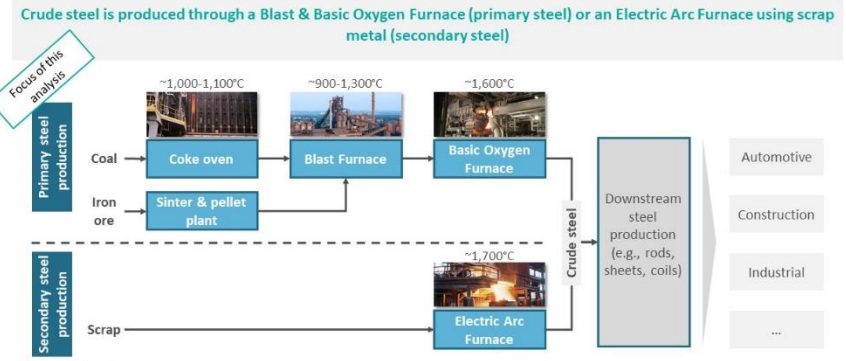 Crude steel is produced through a Blast & Basic Oxygen Furnace (primary steel) or an Electric Arc Furnace using scrap
metal (secondary steel)
Focus of this
analysis
Primary steel
production
~1,000-1,100°C
~900-1,300°C
~1,600°C
Coal
Coke oven
Blast Furnace
Basic Oxygen
Furnace
Iron
ore
Sinter & pellet
plant
Secondary steel
production
~1,700°C
Scrap
Electric Arc
Furnace
Crude steel
Downstream
steel
production
(e.g., rods,
sheets, coils)
Automotive
Construction
Industrial
...